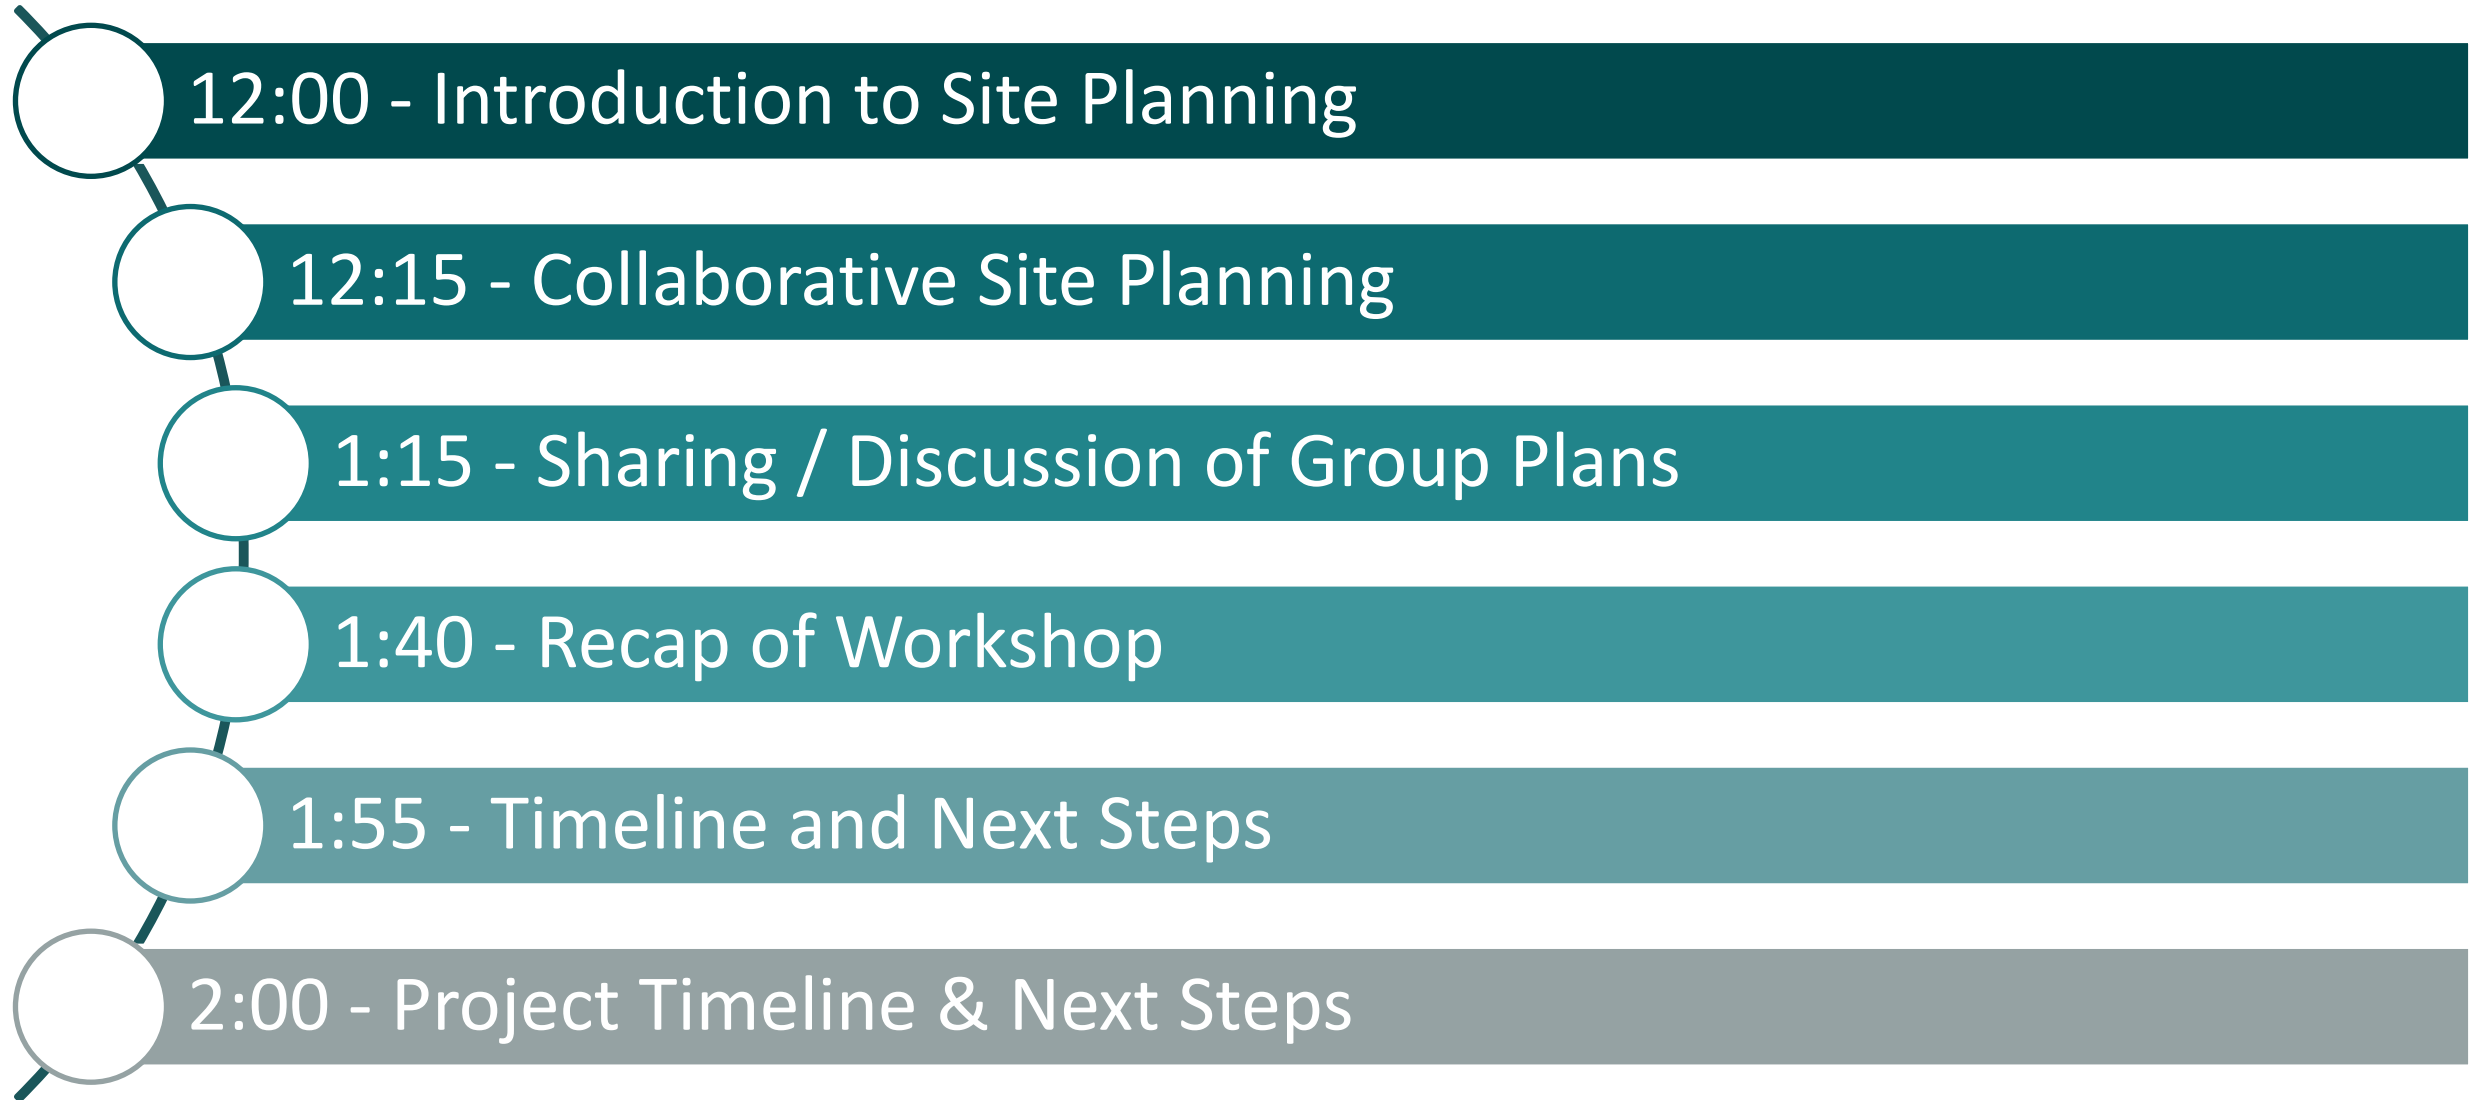 12:00 - Introduction to Site Planning
12:15 - Collaborative Site Planning
1:15 - Sharing / Discussion of Group Plans
1:40 - Recap of Workshop
1:55 - Timeline and Next Steps
2:00 - Project Timeline & Next Steps